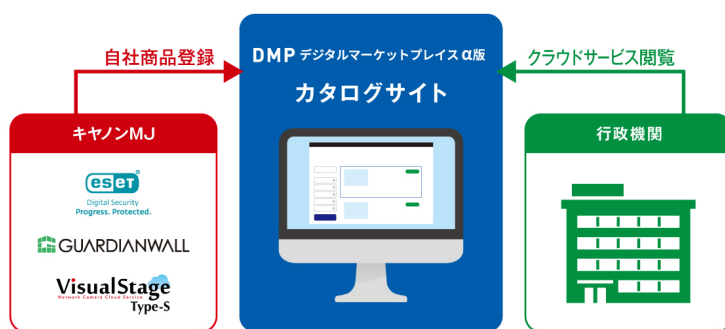 自社商品登録
DMP デジタルマーケットプレイス α版
カタログサイト
クラウドサービス閲覧
キヤノンMJ
eseT®
Digital Security
Progress. Protected.
GUARDIANWALL
VisualStage
Network Camera Cloud Service
Type-S
行政機関